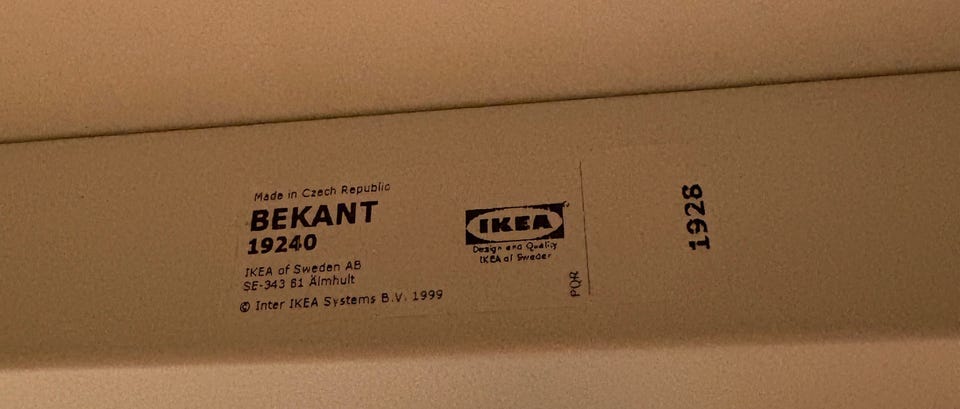 Made in Czech Republic
BEKANT
19240
IKEA of Sweden AB
SE-343 81 Älmhult
© Inter IKEA Systems B.V. 1999
IKEA
Design and Quality
IKEA of Sweden
PQR
1928